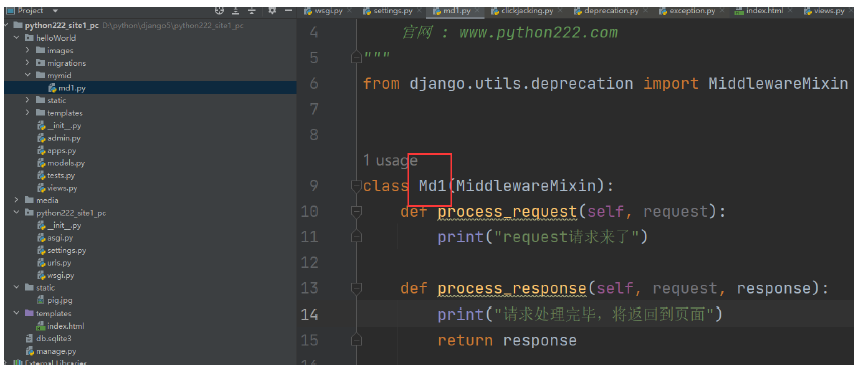 Project
wsgi.py
settings.py
md1.py
clickjacking.py
deprecation.py
exception.py
index.html
views.py
python222_site1_pc D:\python\django5\python222_site1_pc
helloWorld
images
migrations
mymid
md1.py
static
templates
__init__.py
admin.py
apps.py
models.py
tests.py
views.py
media
python222_site1_pc
__init__.py
asgi.py
settings.py
urls.py
wsgi.py
static
pig.jpg
templates
index.html
db.sqlite3
manage.py
External Libraries
4 官网 : www.python222.com
5 """
6 from django.utils.deprecation import MiddlewareMixin
7
8
1 usage
9 class Md1(MiddlewareMixin):
10 def process_request(self, request):
11 print("request请求来了")
12
13 def process_response(self, request, response):
14 print("请求处理完毕，将返回到页面")
15 return response